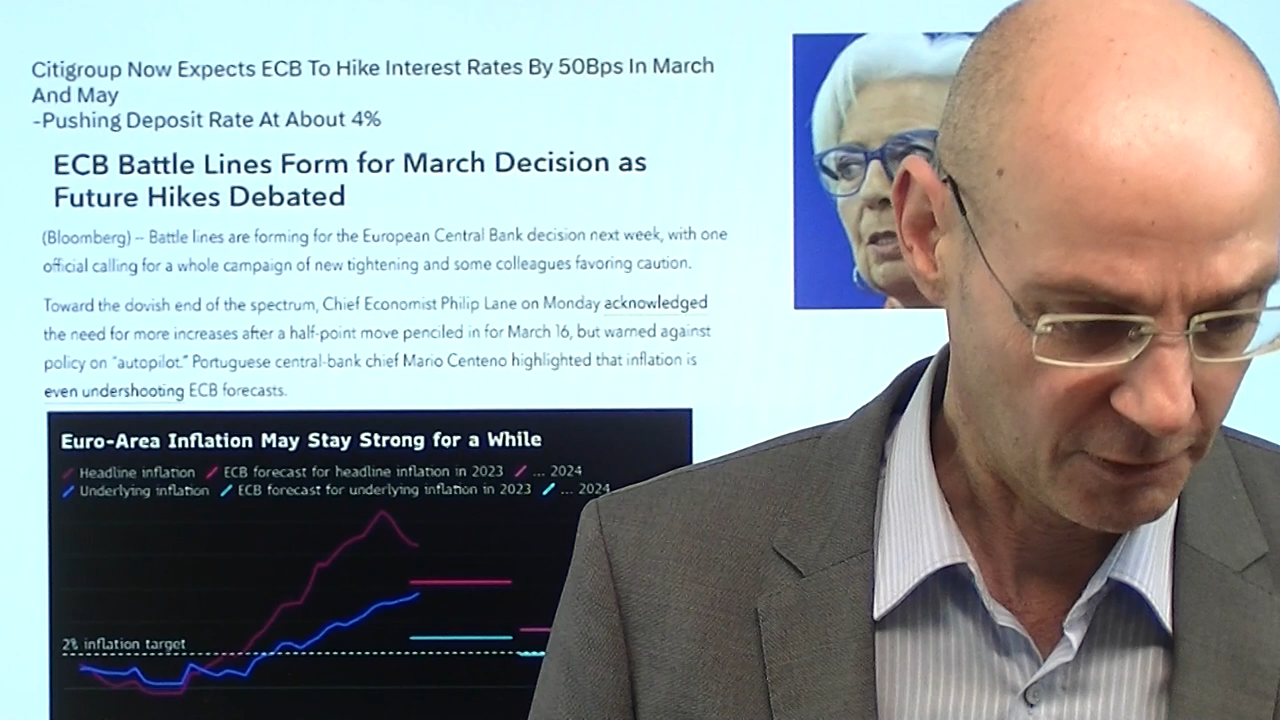 Citigroup Now Expects ECB To Hike Interest Rates By 50Bps In March
And May
-Pushing Deposit Rate At About 4%
ECB Battle Lines Form for March Decision as
Future Hikes Debated
(Bloomberg) -- Battle lines are forming for the European Central Bank decision next week, with one
official calling for a whole campaign of new tightening and some colleagues favoring caution.
Toward the dovish end of the spectrum, Chief Economist Philip Lane on Monday acknowledged
the need for more increases after a half-point move penciled in for March 16, but warned against
policy on "autopilot." Portuguese central-bank chief Mario Centeno highlighted that inflation is
even undershooting ECB forecasts.
Euro-Area Inflation May Stay Strong for a While
Headline inflation ECB forecast for headline inflation in 2023 ... 2024
Underlying inflation ECB forecast for underlying inflation in 2023 ... 2024
2% inflation target